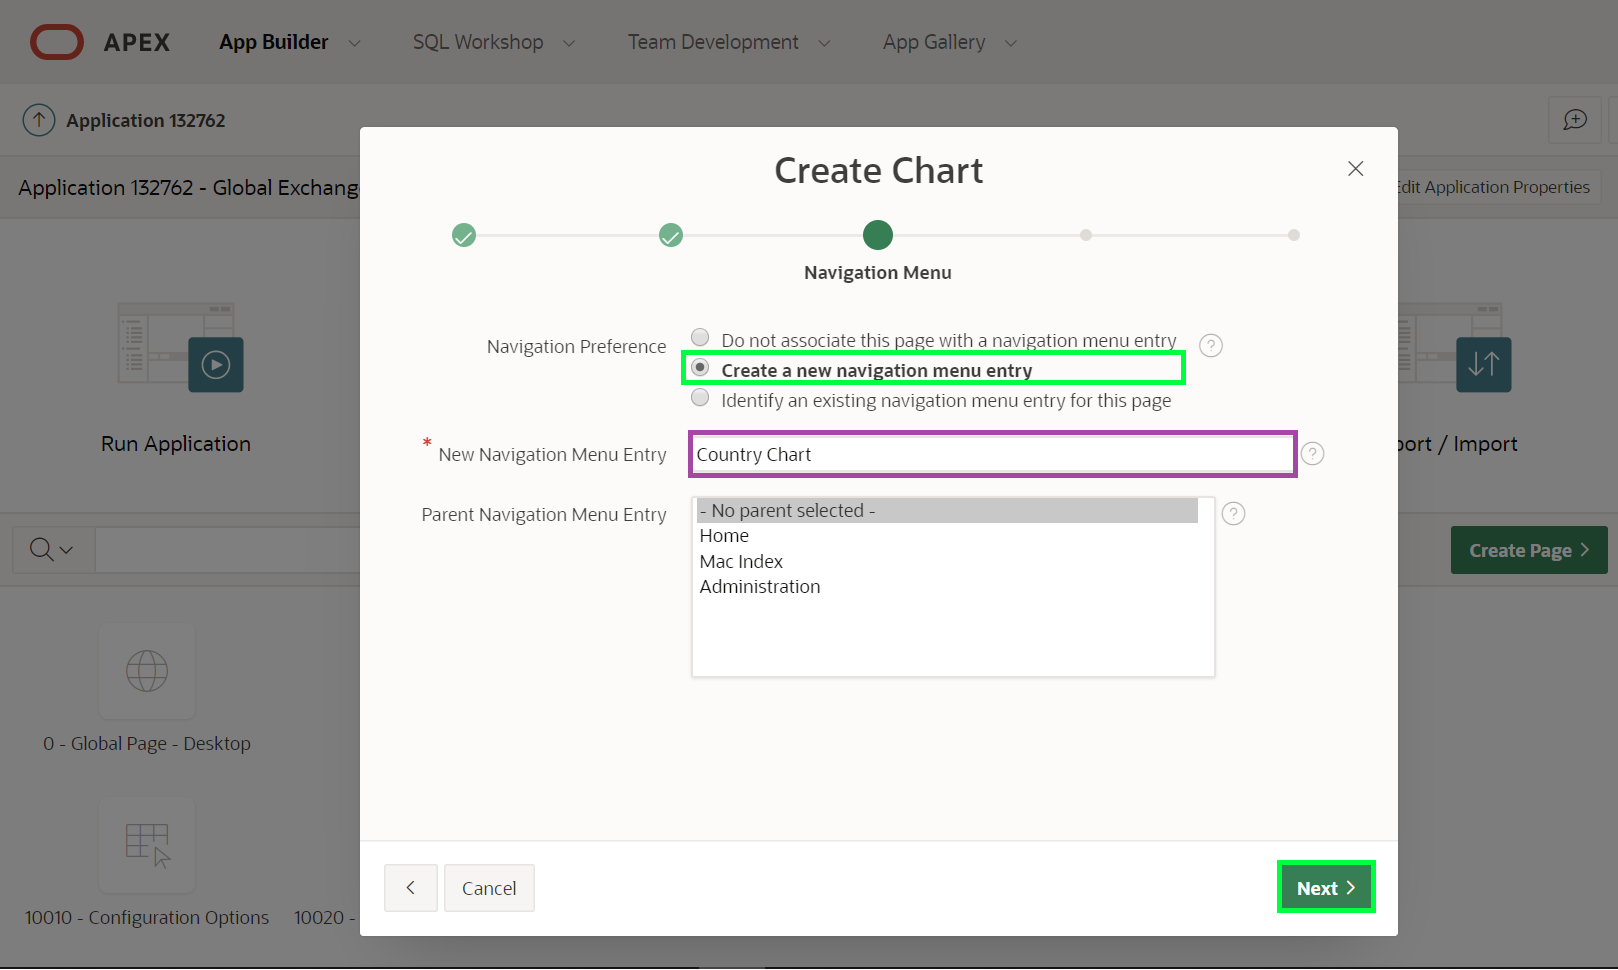 APEX App Builder SQL Workshop Team Development App Gallery
Application 132762
Application 132762 - Global Exchang
Edit Application Properties
Create Chart
Navigation Menu
Run Application
port / Import
Navigation Preference
Do not associate this page with a navigation menu entry ?
Create a new navigation menu entry
Identify an existing navigation menu entry for this page
* New Navigation Menu Entry Country Chart ?
Parent Navigation Menu Entry ?
- No parent selected -
Home
Mac Index
Administration
Create Page
0 - Global Page - Desktop
10010 - Configuration Options 10020 -
Cancel Next